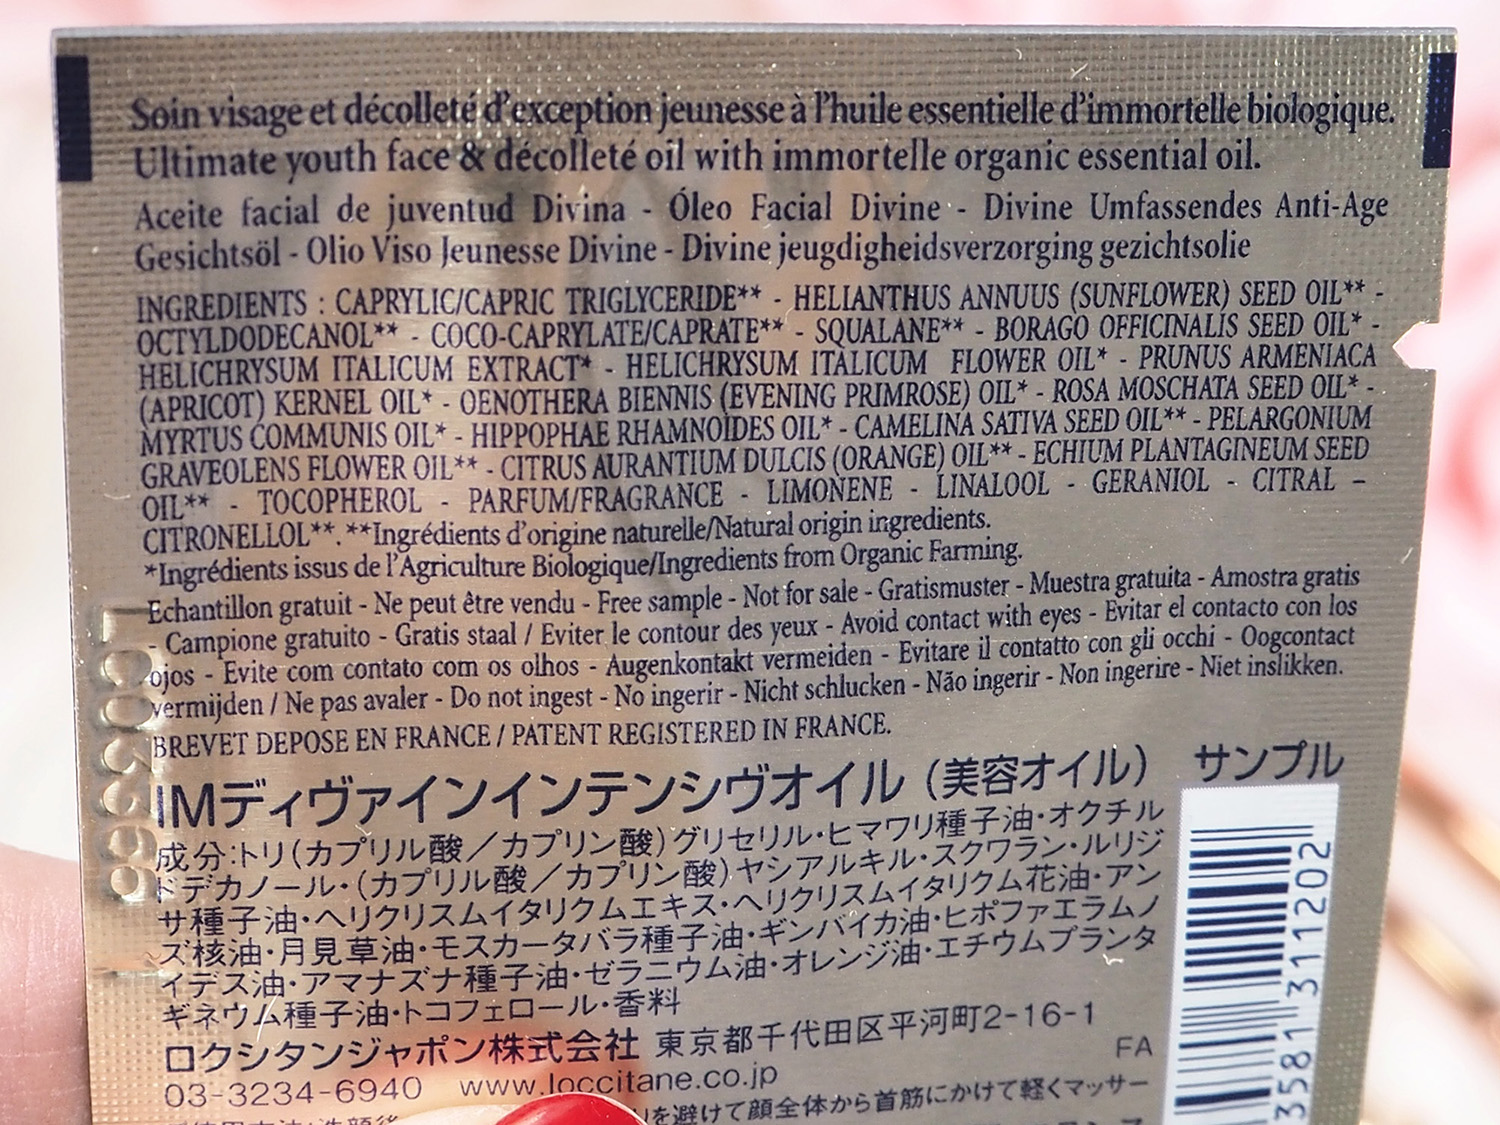 Soin visage et décolleté d'exception jeunesse à l'huile essentielle d'immortelle biologique.
Ultimate youth face & décolleté oil with immortelle organic essential oil.
Aceite facial de juventud Divina - Óleo Facial Divine - Divine Umfassendes Anti-Age
Gesichtsöl - Olio Viso Jeunesse Divine - Divine jeugdigheidsverzorging gezichtsolie
INGREDIENTS : CAPRYLIC/CAPRIC TRIGLYCERIDE** - HELIANTHUS ANNUUS (SUNFLOWER) SEED OIL** -
OCTYLDODECANOL** - COCO-CAPRYLATE/CAPRATE** - SQUALANE** - BORAGO OFFICINALIS SEED OIL* -
HELICHRYSUM ITALICUM EXTRACT* - HELICHRYSUM ITALICUM FLOWER OIL* - PRUNUS ARMENIACA
(APRICOT) KERNEL OIL* - OENOTHERA BIENNIS (EVENING PRIMROSE) OIL* - ROSA MOSCHATA SEED OIL* -
MYRTUS COMMUNIS OIL* - HIPPOPHAE RHAMNOIDES OIL* - CAMELINA SATIVA SEED OIL** - PELARGONIUM
GRAVEOLENS FLOWER OIL** - CITRUS AURANTIUM DULCIS (ORANGE) OIL** - ECHIUM PLANTAGINEUM SEED
OIL** - TOCOPHEROL - PARFUM/FRAGRANCE - LIMONENE - LINALOOL - GERANIOL - CITRAL –
CITRONELLOL**. **Ingrédients d'origine naturelle/Natural origin ingredients.
*Ingrédients issus de l'Agriculture Biologique/Ingredients from Organic Farming.
Echantillon gratuit - Ne peut être vendu - Free sample - Not for sale - Gratismuster - Muestra gratuita - Amostra gratis
- Campione gratuito - Gratis staal / Eviter le contour des yeux - Avoid contact with eyes - Evitar el contacto con los
ojos - Evite com contato com os olhos - Augenkontakt vermeiden - Evitare il contatto con gli occhi - Oogcontact
vermijden / Ne pas avaler - Do not ingest - No ingerir - Nicht schlucken - Não ingerir - Non ingerire - Niet inslikken.
BREVET DEPOSE EN FRANCE / PATENT REGISTERED IN FRANCE.
IMディヴァインインテンシヴオイル（美容オイル） サンプル
成分:トリ(カプリル酸／カプリン酸)グリセリル・ヒマワリ種子油・オクチル
ドデカノール・(カプリル酸／カプリン酸)ヤシアルキル・スクワラン・ルリジ
サ種子油・ヘリクリスムイタリクムエキス・ヘリクリスムイタリクム花油・アン
ズ核油・月見草油・モスカータバラ種子油・ギンバイカ油・ヒポファエラムノ
イデス油・アマナズナ種子油・ゼラニウム油・オレンジ油・エチウムプランタ
ギネウム種子油・トコフェロール・香料
ロクシタンジャポン株式会社 東京都千代田区平河町2-16-1
03-3234-6940 www.loccitane.co.jp FA
を避けて顔全体から首筋にかけて軽くマッサー
3581 311202